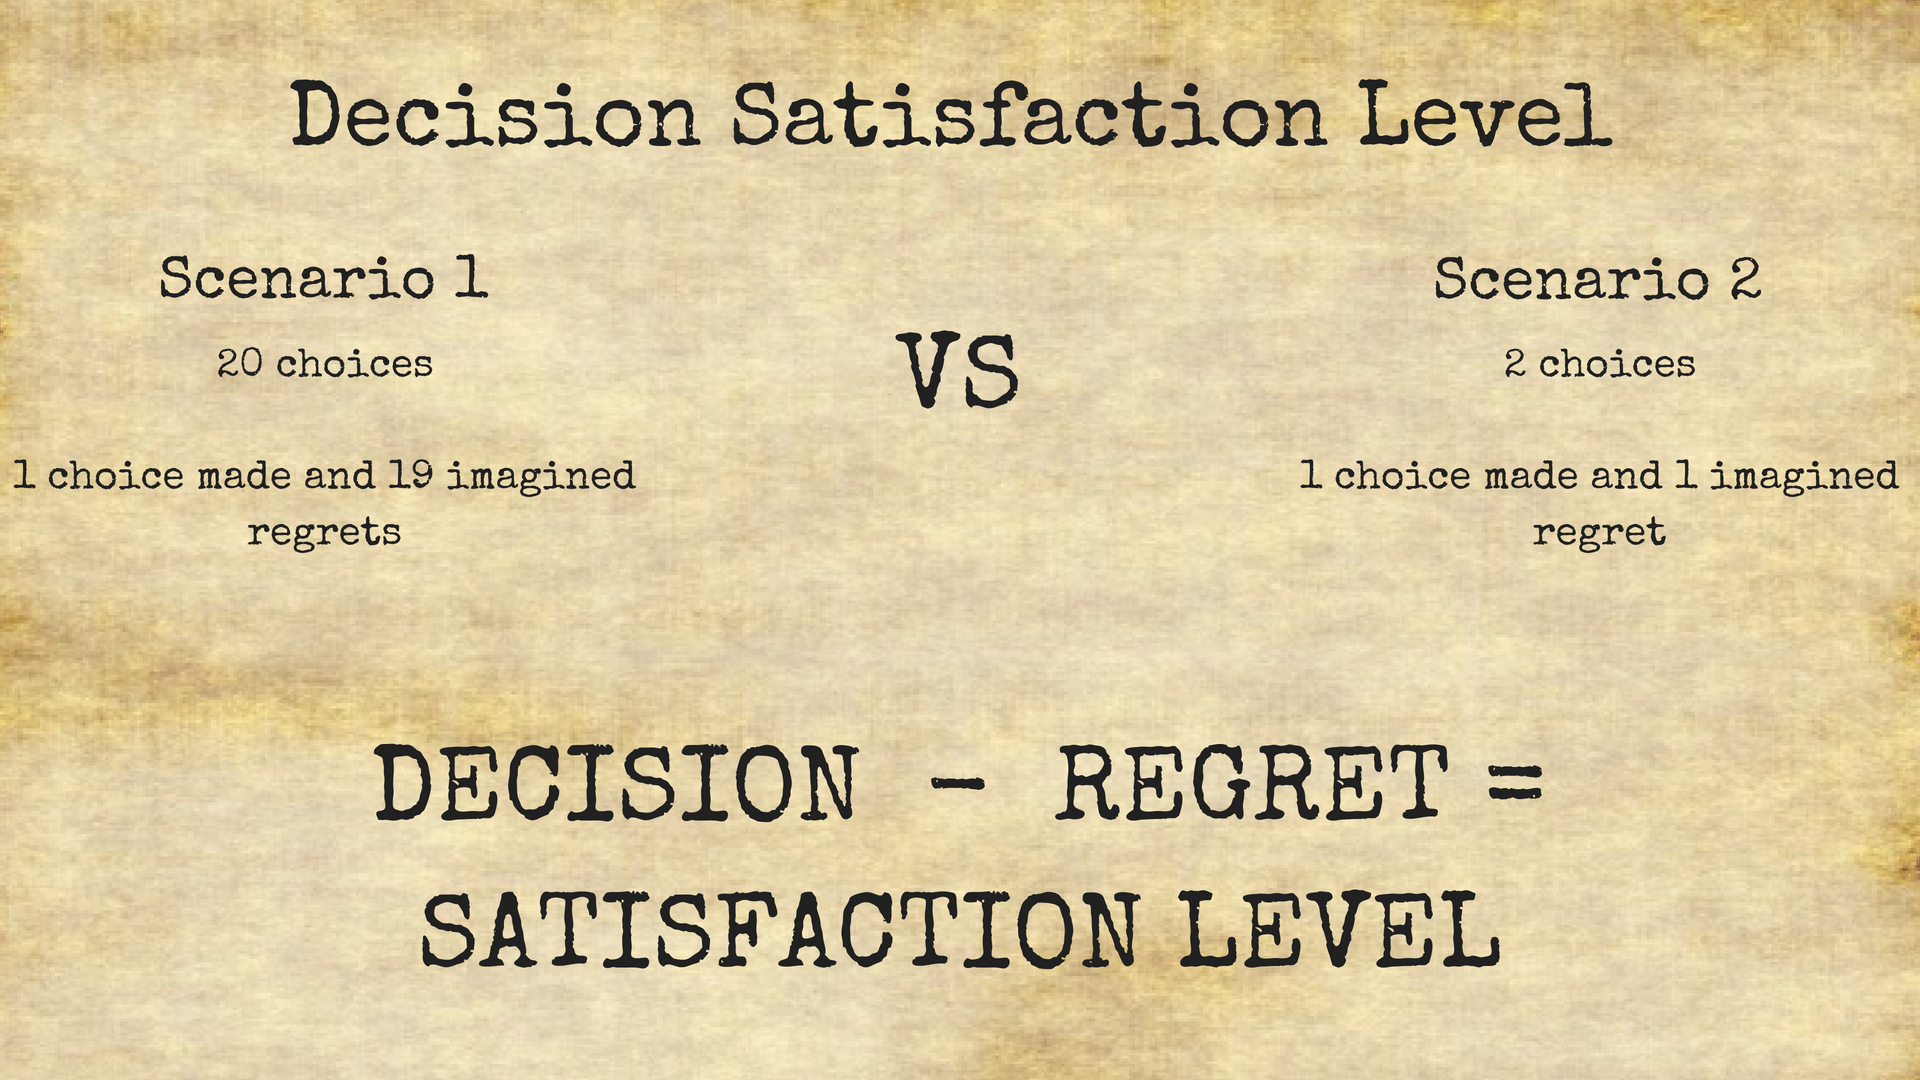 Decision Satisfaction Level
Scenario 1
20 choices
1 choice made and 19 imagined
regrets
VS
Scenario 2
2 choices
1 choice made and 1 imagined
regret
DECISION - REGRET =
SATISFACTION LEVEL